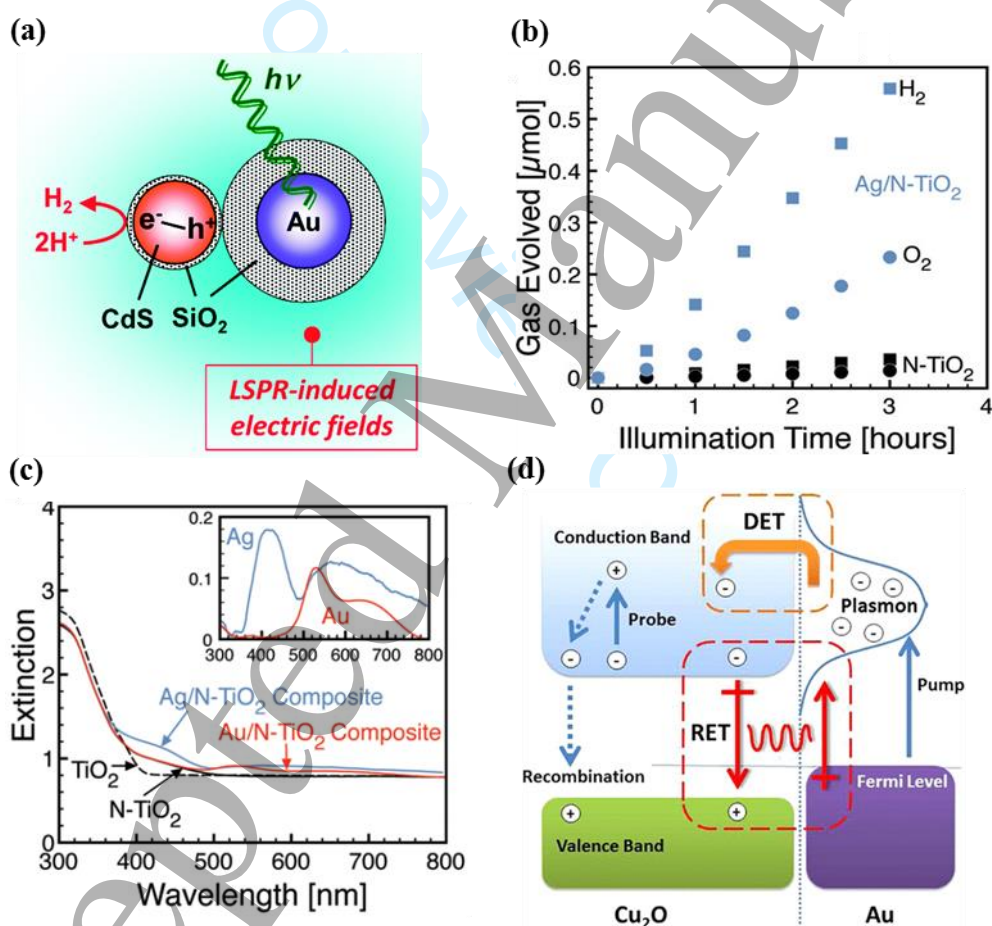 (a)
hν
H₂
2H⁺
e⁻
h⁺
Au
CdS
SiO₂
LSPR-induced
electric fields
(b)
Gas Evolved [µmol]
0.6
0.5
0.4
0.3
0.2
0.1
0
H₂
Ag/N-TiO₂
O₂
N-TiO₂
0 1 2 3 4
Illumination Time [hours]
(c)
Extinction
4
3
2
1
0
0.2
0.1
0
Ag
Au
300 400 500 600 700 800
Ag/N-TiO₂ Composite
Au/N-TiO₂ Composite
TiO₂
N-TiO₂
300 400 500 600 700 800
Wavelength [nm]
(d)
DET
Conduction Band
+
-
Probe
-
-
-
Plasmon
- - - - -
RET
Pump
Recombination
Fermi Level
+
+
Valence Band
Cu₂O
Au